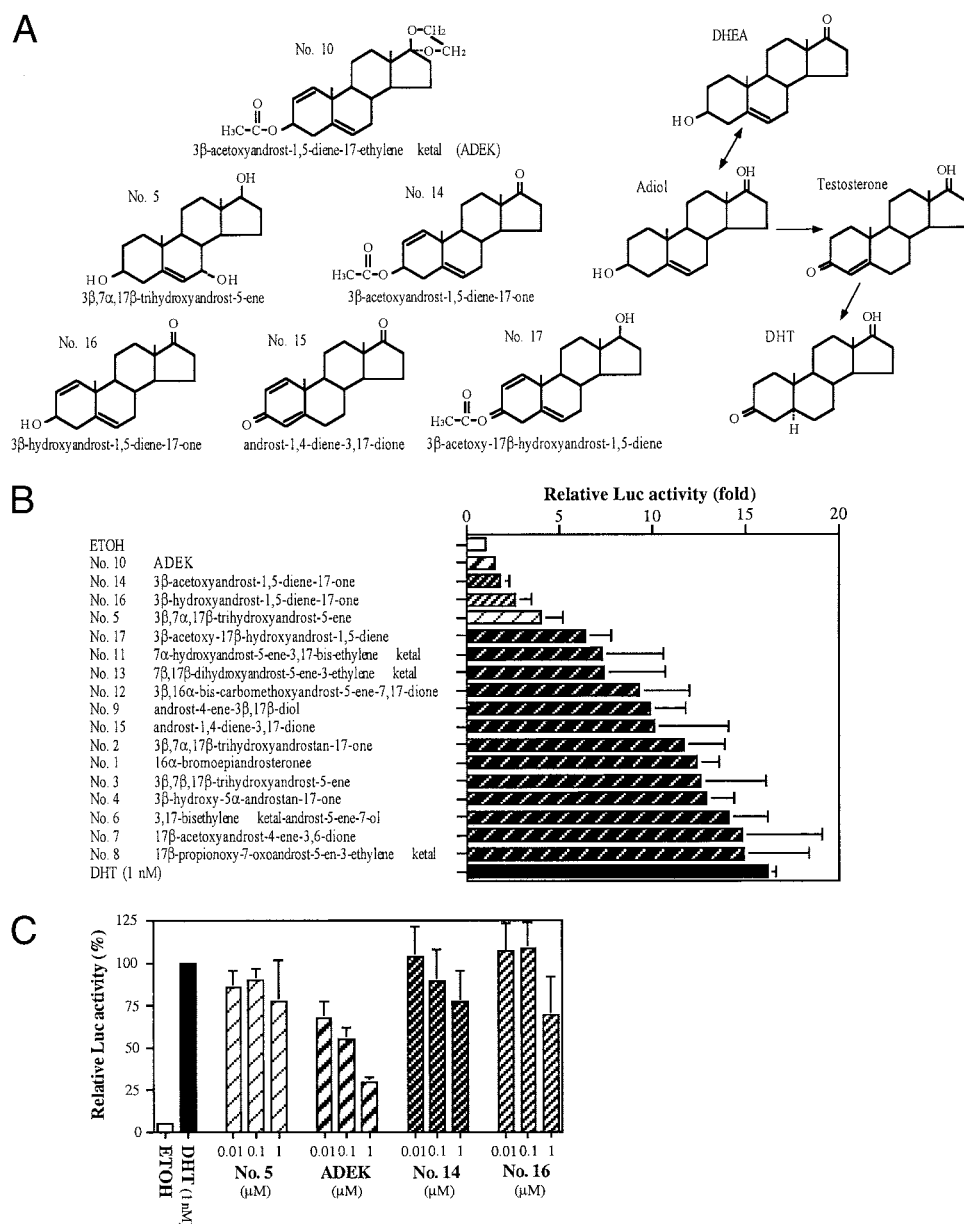 A
No. 10
O–CH₂
O–CH₂
O
H₃C–C–O
3β-acetoxyandrost-1,5-diene-17-ethylene ketal (ADEK)
DHEA
O
HO
No. 5
OH
HO
OH
3β,7α,17β-trihydroxyandrost-5-ene
No. 14
O
O
H₃C–C–O
3β-acetoxyandrost-1,5-diene-17-one
Adiol
OH
HO
Testosterone
OH
O
No. 16
O
HO
3β-hydroxyandrost-1,5-diene-17-one
No. 15
O
O
androst-1,4-diene-3,17-dione
No. 17
OH
O
H₃C–C–O
3β-acetoxy-17β-hydroxyandrost-1,5-diene
DHT
OH
O
H
B
Relative Luc activity (fold)
0 5 10 15 20
ETOH
No. 10 ADEK
No. 14 3β-acetoxyandrost-1,5-diene-17-one
No. 16 3β-hydroxyandrost-1,5-diene-17-one
No. 5 3β,7α,17β-trihydroxyandrost-5-ene
No. 17 3β-acetoxy-17β-hydroxyandrost-1,5-diene
No. 11 7α-hydroxyandrost-5-ene-3,17-bis-ethylene ketal
No. 13 7β,17β-dihydroxyandrost-5-ene-3-ethylene ketal
No. 12 3β,16α-bis-carbomethoxyandrost-5-ene-7,17-dione
No. 9 androst-4-ene-3β,17β-diol
No. 15 androst-1,4-diene-3,17-dione
No. 2 3β,7α,17β-trihydroxyandrostan-17-one
No. 1 16α-bromoepiandrosteronee
No. 3 3β,7β,17β-trihydroxyandrost-5-ene
No. 4 3β-hydroxy-5α-androstan-17-one
No. 6 3,17-bisethylene ketal-androst-5-ene-7-ol
No. 7 17β-acetoxyandrost-4-ene-3,6-dione
No. 8 17β-propionoxy-7-oxoandrost-5-en-3-ethylene ketal
DHT (1 nM)
C
Relative Luc activity (%)
125
100
75
50
25
0
ETOH
DHT (1nM)
0.01 0.1 1
No. 5
(μM)
0.01 0.1 1
ADEK
(μM)
0.01 0.1 1
No. 14
(μM)
0.01 0.1 1
No. 16
(μM)